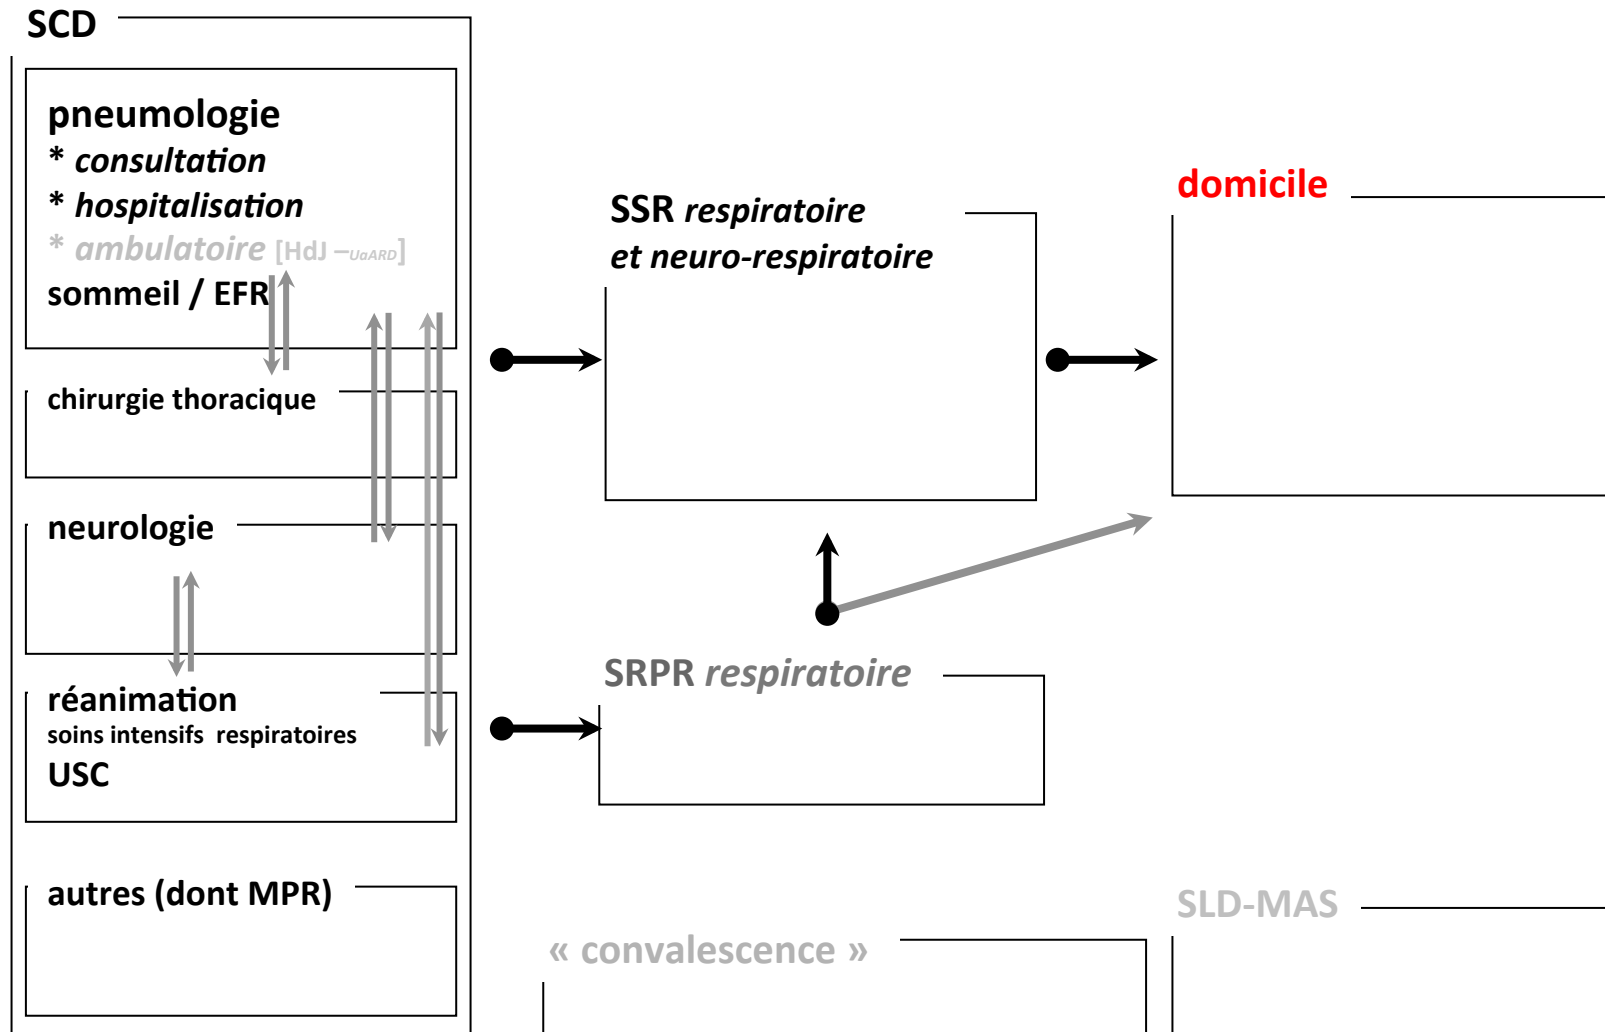 SCD
pneumologie
* consultation
* hospitalisation
* ambulatoire [HdJ –UaARD]
sommeil / EFR
chirurgie thoracique
neurologie
réanimation
soins intensifs respiratoires
USC
autres (dont MPR)
SSR respiratoire
et neuro-respiratoire
SRPR respiratoire
« convalescence »
domicile
SLD-MAS